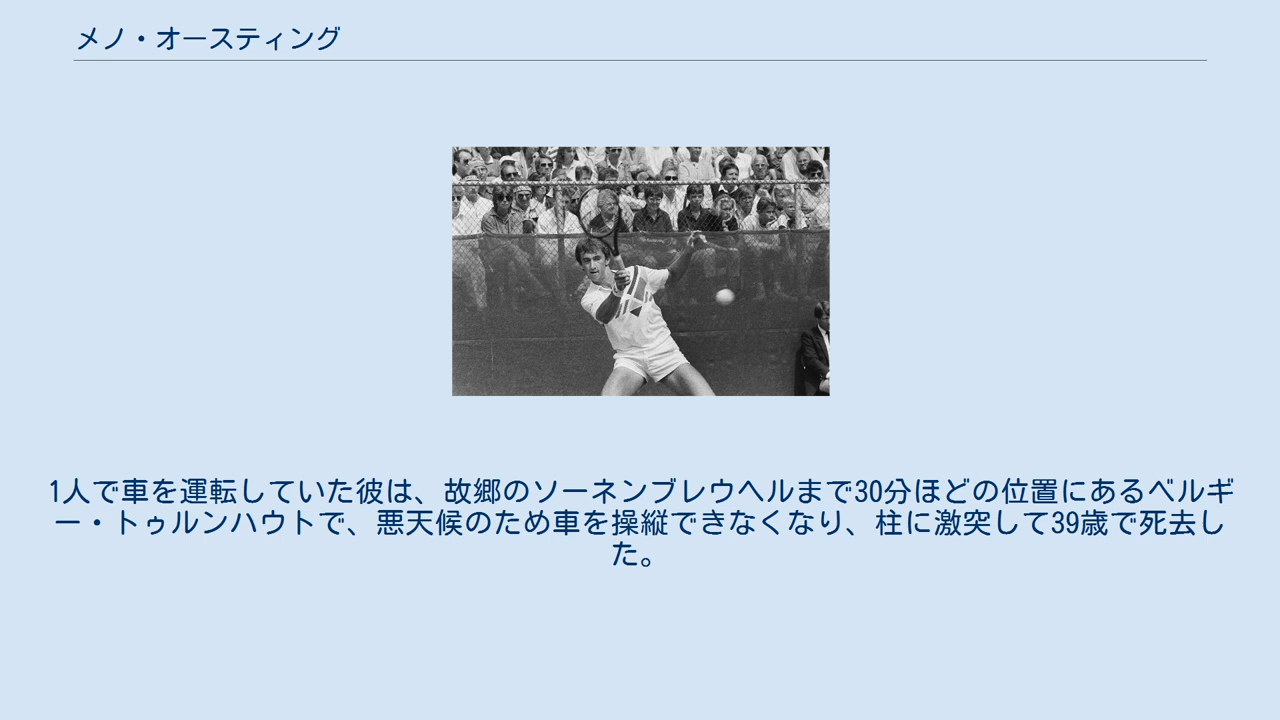 メノ・オースティング
1人で車を運転していた彼は、故郷のソーネンブレウヘルまで30分ほどの位置にあるベルギ
ー・トゥルンハウトで、悪天候のため車を操縦できなくなり、柱に激突して39歳で死去し
た。